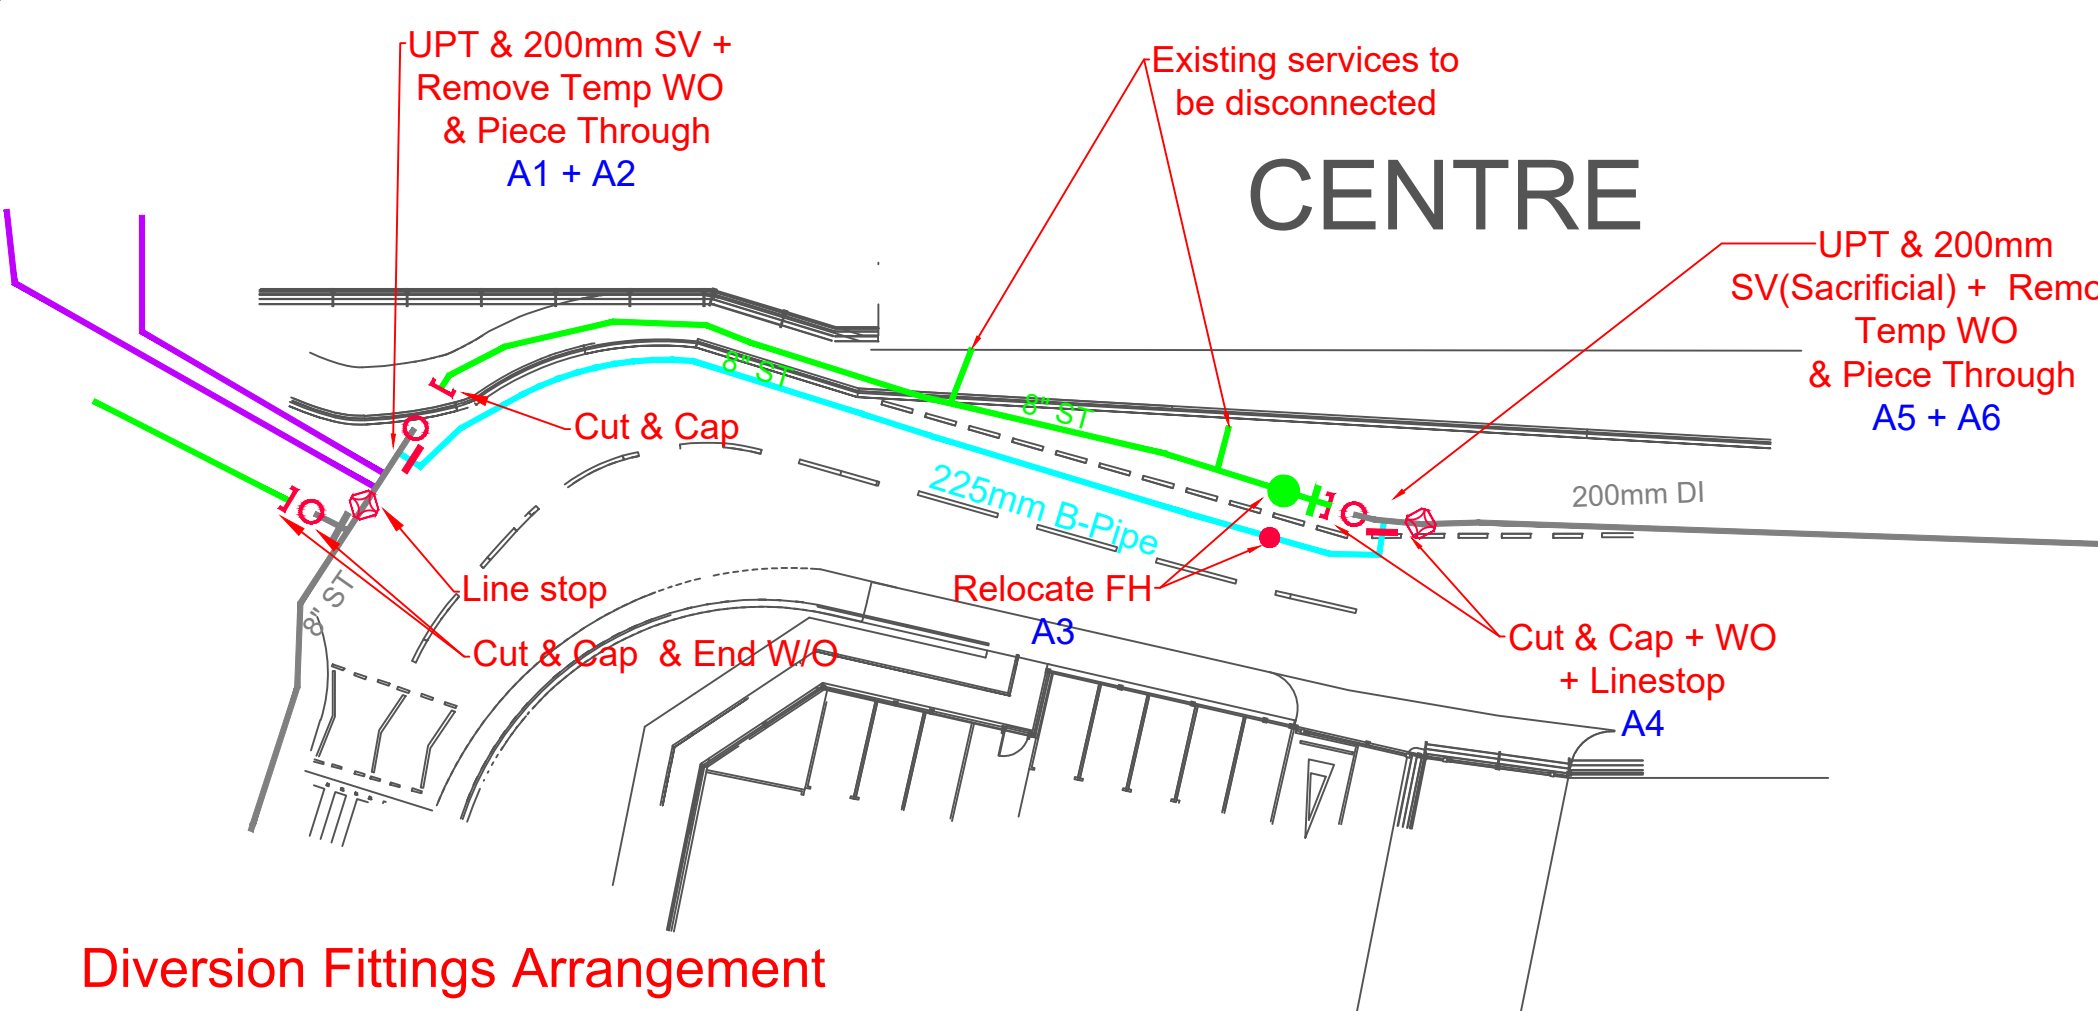 UPT & 200mm SV +
Remove Temp WO
& Piece Through
A1 + A2
Existing services to
be disconnected
CENTRE
UPT & 200mm
SV(Sacrificial) + Remo
Temp WO
& Piece Through
A5 + A6
8" ST
8" ST
Cut & Cap
225mm B-Pipe
200mm DI
Line stop
8" ST
Cut & Cap & End W/O
Relocate FH
A3
Cut & Cap + WO
+ Linestop
A4
Diversion Fittings Arrangement